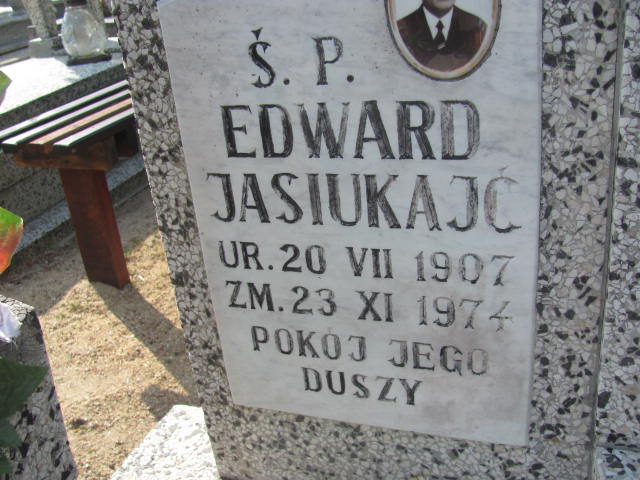 Ś. P.
EDWARD
JASIUKAJĆ
UR. 20 VII 1907
ZM. 23 XI 1974
POKÓJ JEGO
DUSZY